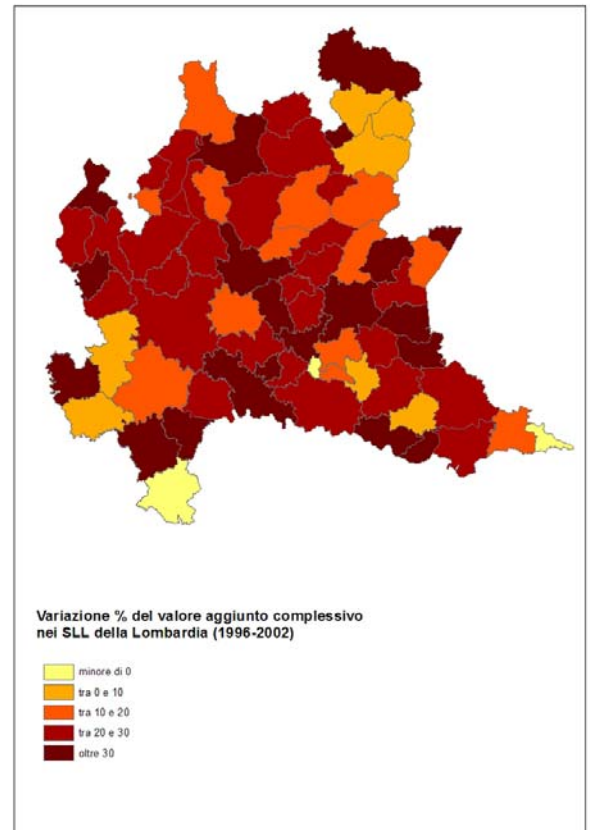 Variazione % del valore aggiunto complessivo
nei SLL della Lombardia (1996-2002)
minore di 0
tra 0 e 10
tra 10 e 20
tra 20 e 30
oltre 30